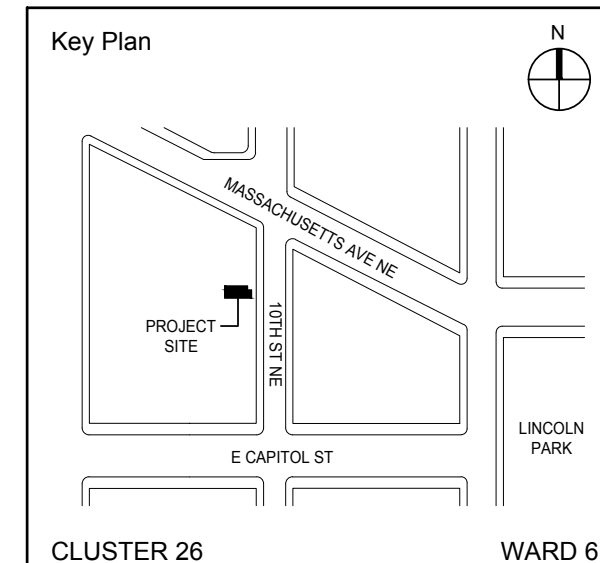 Key Plan
N
MASSACHUSETTS AVE NE
PROJECT
SITE
10TH ST NE
LINCOLN
PARK
E CAPITOL ST
CLUSTER 26
WARD 6